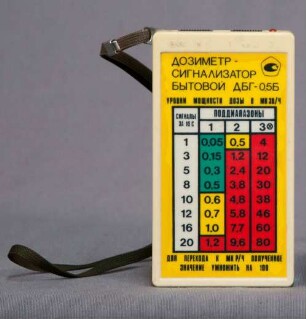 ДОЗИМЕТР-
СИГНАЛИЗАТОР
БЫТОВОЙ ДБГ-0,5Б
УРОВНИ МОЩНОСТИ ДОЗЫ В МКЗВ/Ч
СИГНАЛЫ ЗА 10 С ПОДДИАПАЗОНЫ
1 2 3⊗
1 0,05 0,5 4
3 0,15 1,2 12
5 0,3 2,4 20
8 0,5 3,8 30
10 0,6 4,8 38
12 0,7 5,8 46
16 1,0 7,7 60
20 1,2 9,6 80
ДЛЯ ПЕРЕХОДА К МКР/Ч ПОЛУЧЕННОЕ
ЗНАЧЕНИЕ УМНОЖИТЬ НА 100